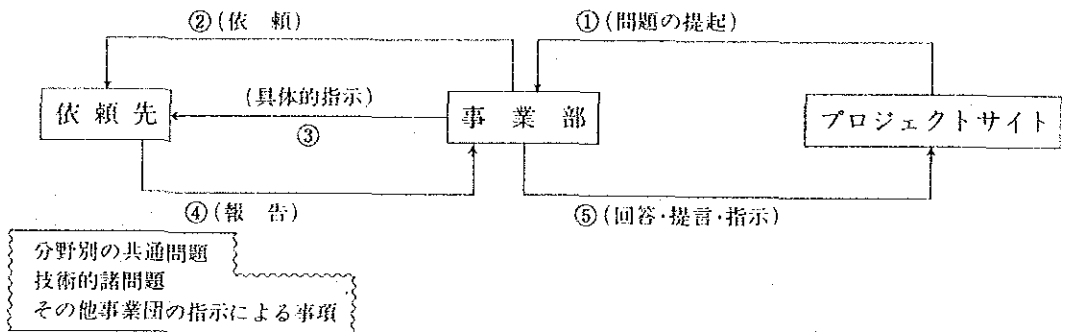 ②(依 頼)
①(問題の提起)
依 頼 先
(具体的指示)
③
事 業 部
プロジェクトサイト
④(報 告)
⑤(回答・提言・指示)
分野別の共通問題
技術的諸問題
その他事業団の指示による事項